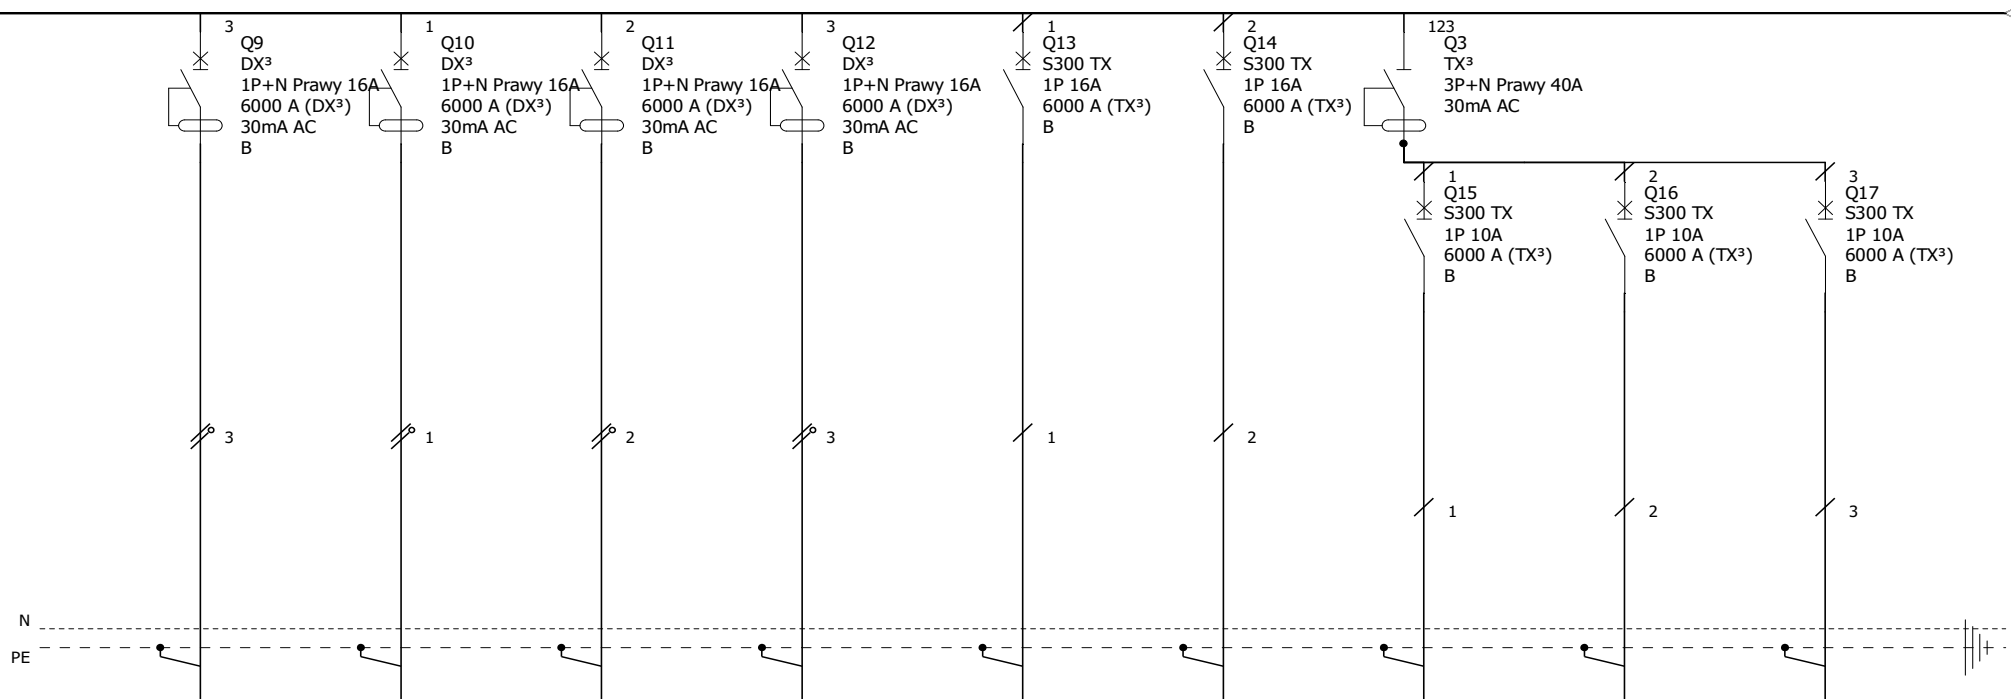 3
Q9
DX³
1P+N Prawy 16A
6000 A (DX³)
30mA AC
B
1
Q10
DX³
1P+N Prawy 16A
6000 A (DX³)
30mA AC
B
2
Q11
DX³
1P+N Prawy 16A
6000 A (DX³)
30mA AC
B
3
Q12
DX³
1P+N Prawy 16A
6000 A (DX³)
30mA AC
B
1
Q13
S300 TX
1P 16A
6000 A (TX³)
B
2
Q14
S300 TX
1P 16A
6000 A (TX³)
B
123
Q3
TX³
3P+N Prawy 40A
30mA AC
1
Q15
S300 TX
1P 10A
6000 A (TX³)
B
2
Q16
S300 TX
1P 10A
6000 A (TX³)
B
3
Q17
S300 TX
1P 10A
6000 A (TX³)
B
3
1
2
3
1
2
1
2
3
N
PE